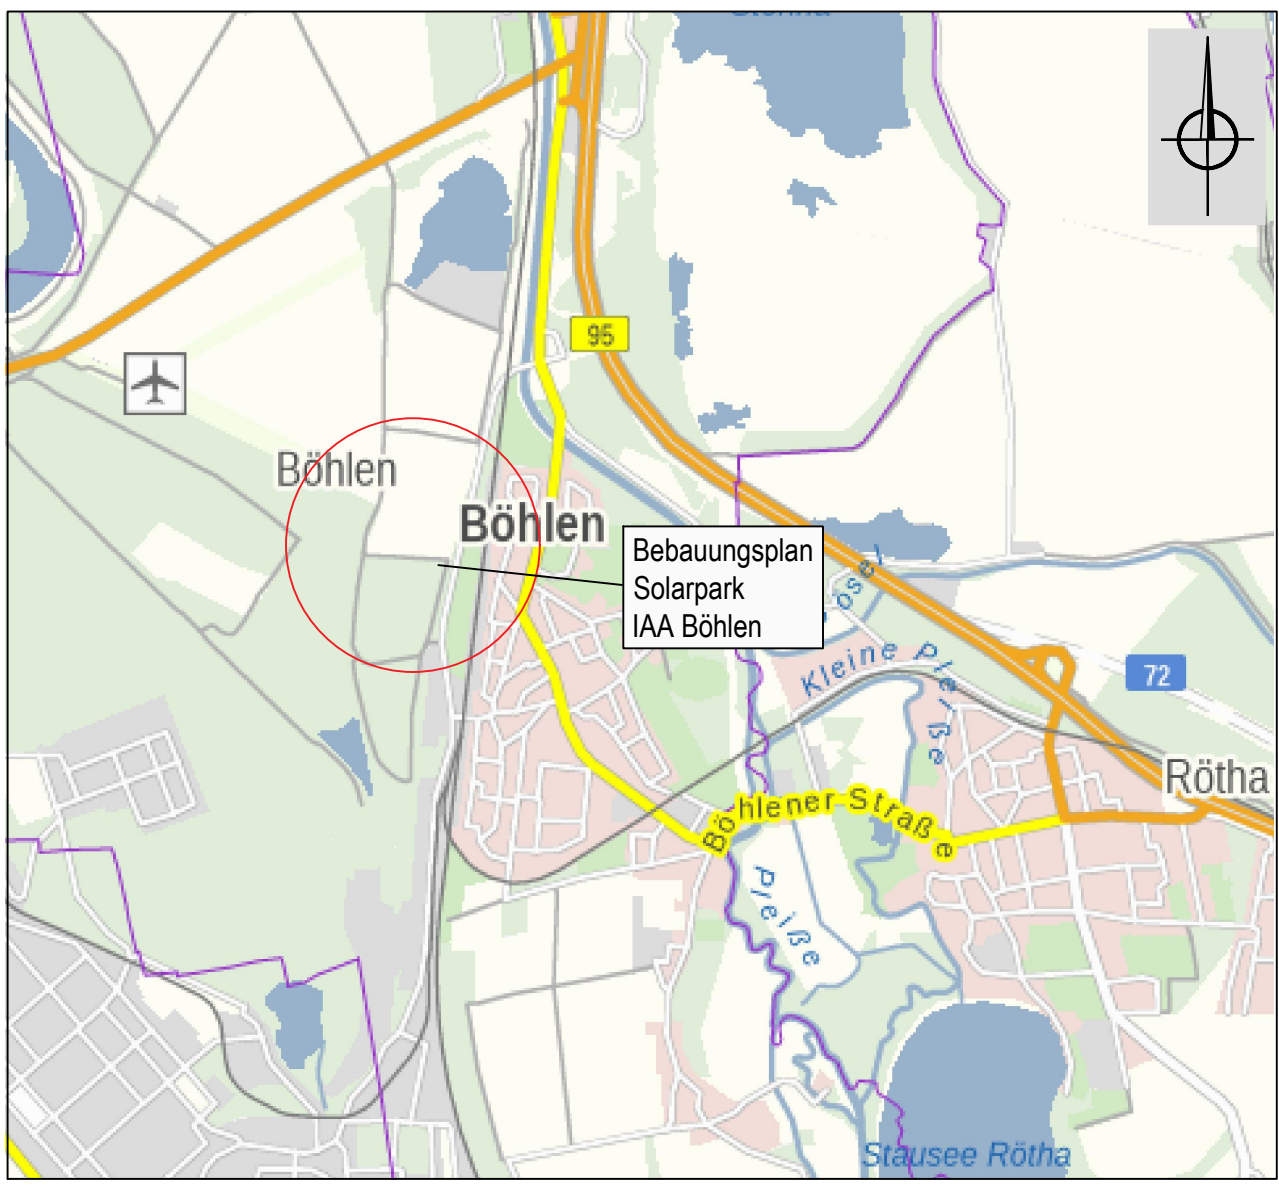 95
Böhlen
Böhlen
Bebauungsplan
Solarpark
IAA Böhlen
Kleine Pleiße
72
Rötha
Böhlener Straße
Pleiße
Stausee Rötha